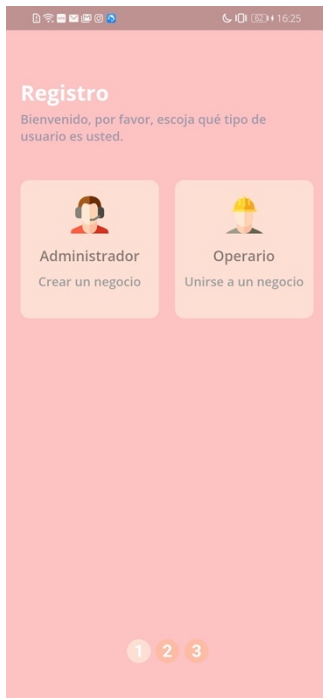 62 16:25
Registro
Bienvenido, por favor, escoja qué tipo de
usuario es usted.
Administrador
Crear un negocio
Operario
Unirse a un negocio
1 2 3